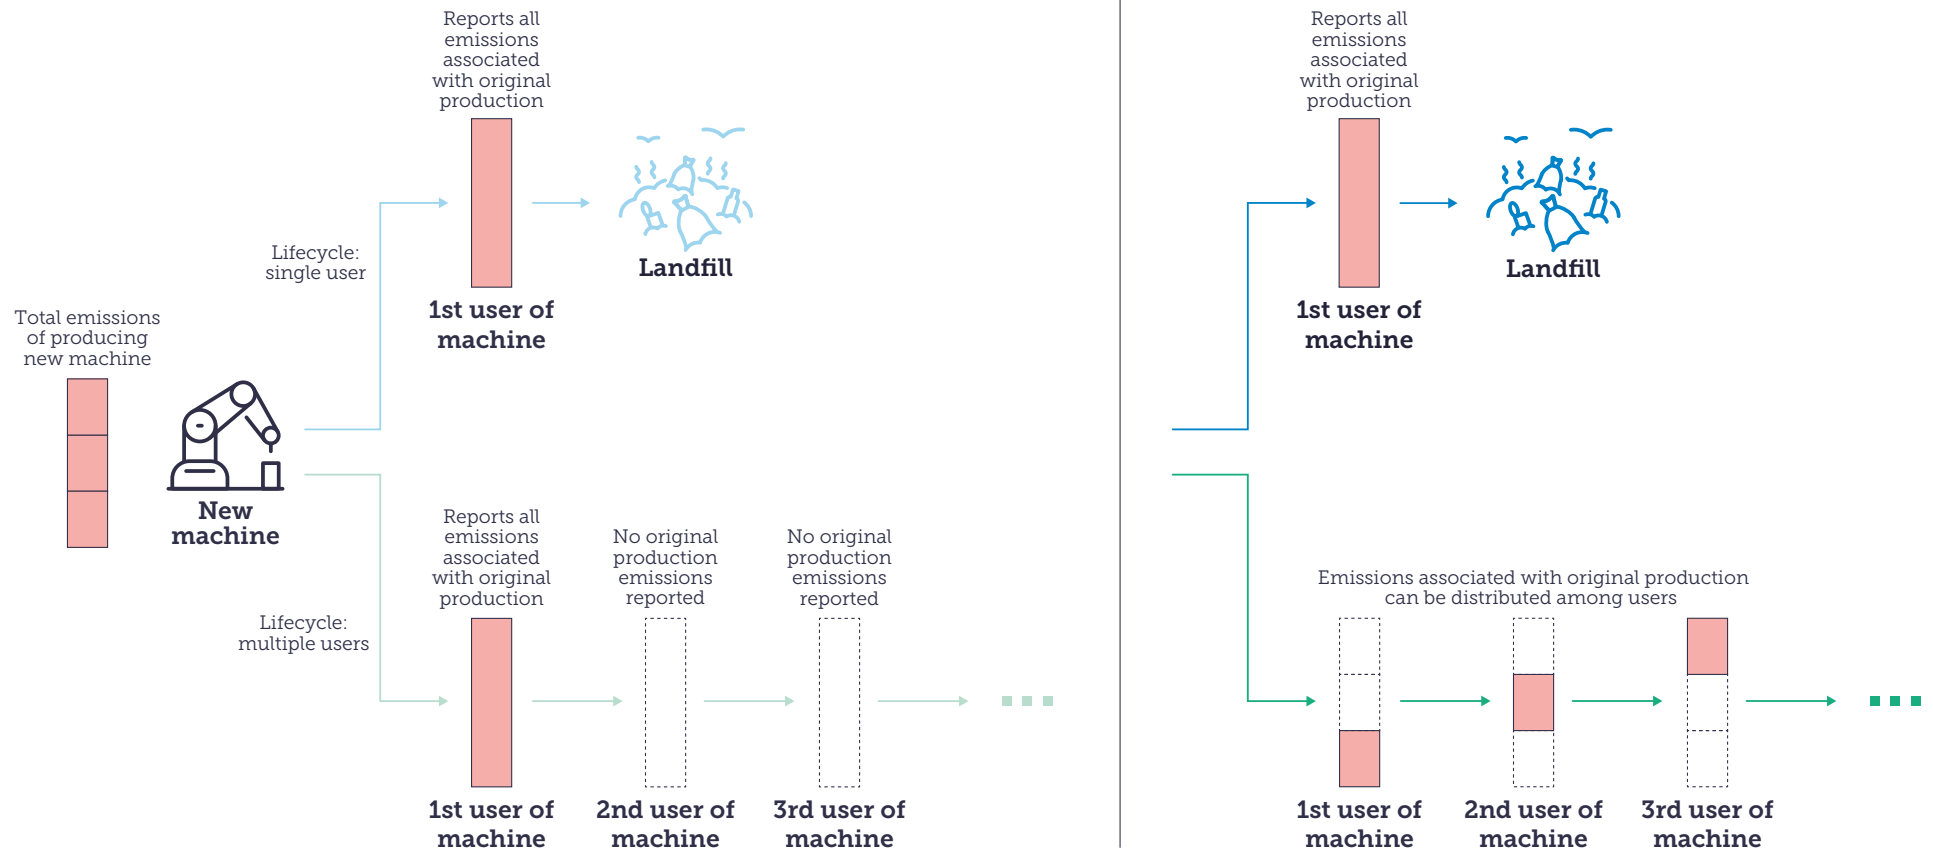 Total emissions
of producing
new machine
New
machine
Lifecycle:
single user
Reports all
emissions
associated
with original
production
1st user of
machine
Landfill
Lifecycle:
multiple users
Reports all
emissions
associated
with original
production
1st user of
machine
No original
production
emissions
reported
2nd user of
machine
No original
production
emissions
reported
3rd user of
machine
Reports all
emissions
associated
with original
production
1st user of
machine
Landfill
Emissions associated with original production
can be distributed among users
1st user of
machine
2nd user of
machine
3rd user of
machine